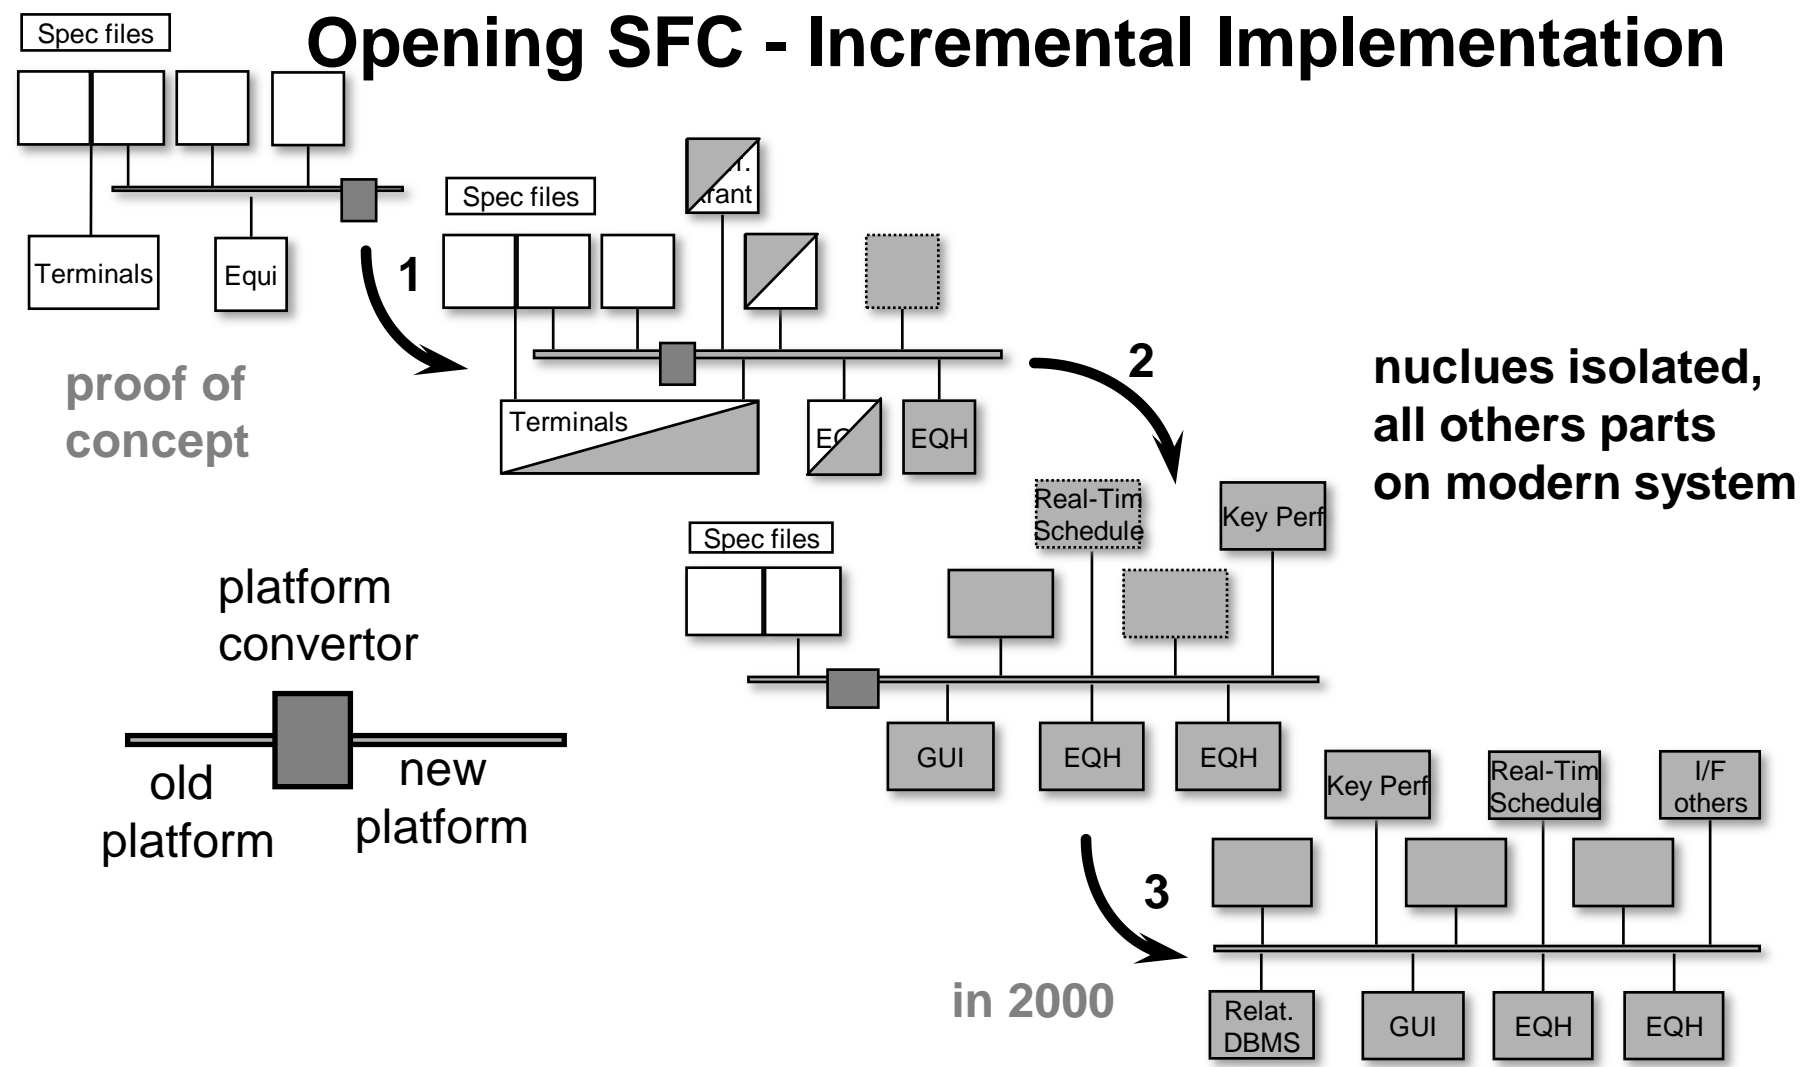 Opening SFC - Incremental Implementation
Spec files
Terminals
Equi
1
proof of
concept
Spec files
rant
Terminals
EQH
2
nuclues isolated,
all others parts
on modern system
Spec files
Real-Tim
Schedule
Key Perf
GUI
EQH
EQH
platform
convertor
old
platform
new
platform
3
in 2000
Key Perf
Real-Tim
Schedule
I/F
others
Relat.
DBMS
GUI
EQH
EQH